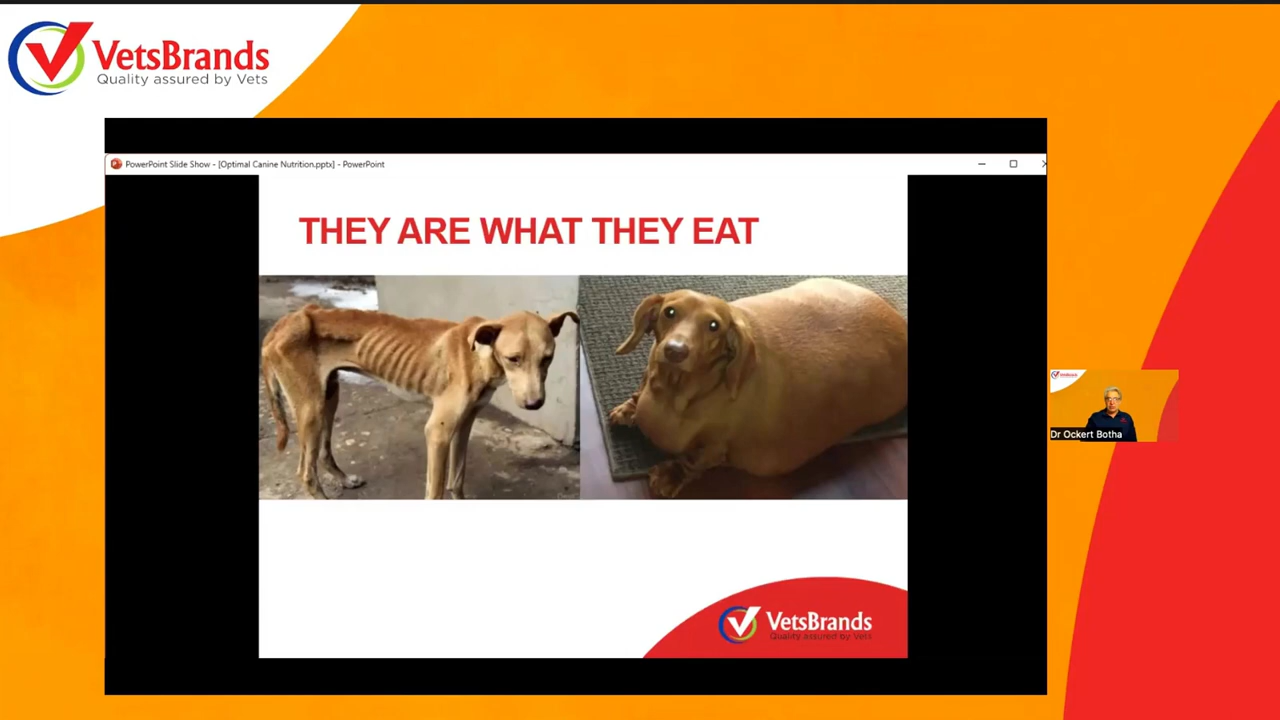 VetsBrands
Quality assured by Vets
PowerPoint Slide Show - [Optimal Canine Nutrition.pptx] - PowerPoint
THEY ARE WHAT THEY EAT
Dr Ockert Botha
VetsBrands
Quality assured by Vets